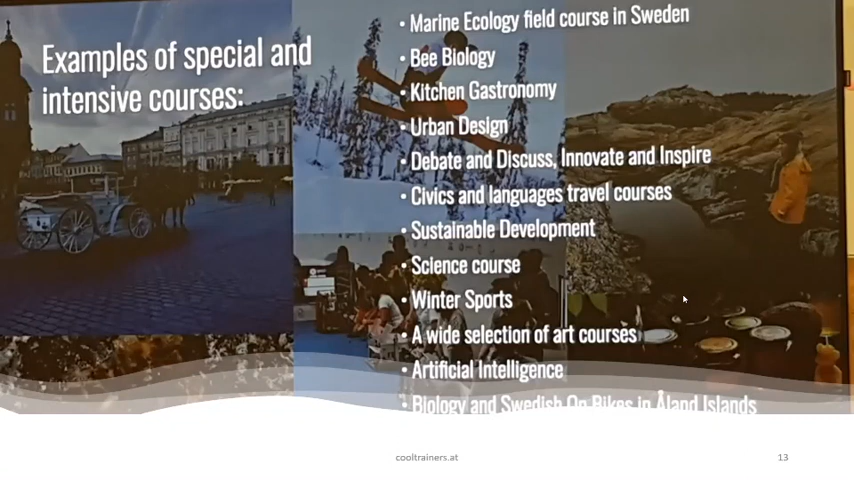 Examples of special and
intensive courses:
• Marine Ecology field course in Sweden
• Bee Biology
• Kitchen Gastronomy
• Urban Design
• Debate and Discuss, Innovate and Inspire
• Civics and languages travel courses
• Sustainable Development
• Science course
• Winter Sports
• A wide selection of art courses
• Artificial Intelligence
• Biology and Swedish On Bikes in Åland Islands
cooltrainers.at
13